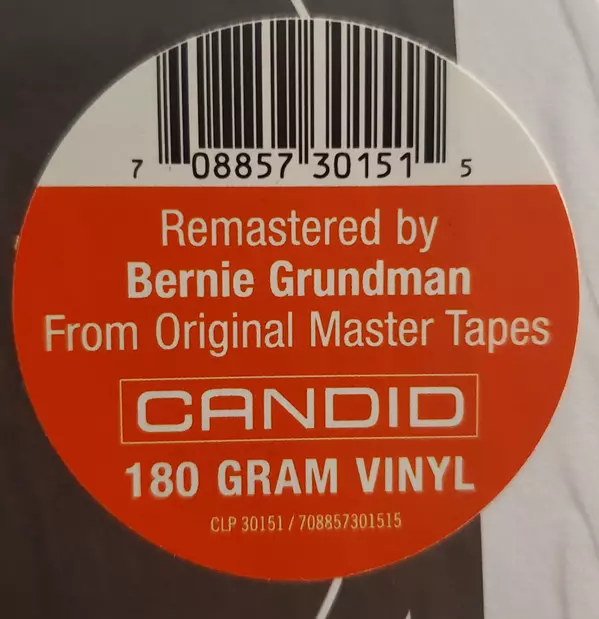 7 08857 30151 5
Remastered by
Bernie Grundman
From Original Master Tapes
CANDID
180 GRAM VINYL
CLP 30151 / 708857301515